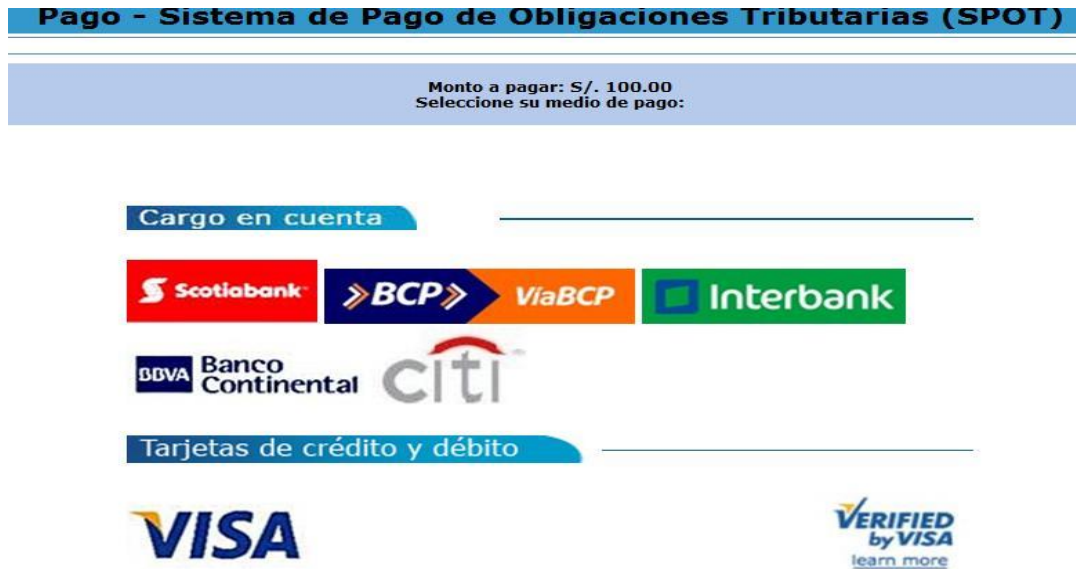 Pago - Sistema de Pago de Obligaciones Tributarias (SPOT)
Monto a pagar: S/. 100.00
Seleccione su medio de pago:
Cargo en cuenta
Scotiabank BCP VíaBCP Interbank
BBVA Banco Continental citi
Tarjetas de crédito y débito
VISA VERIFIED by VISA
learn more